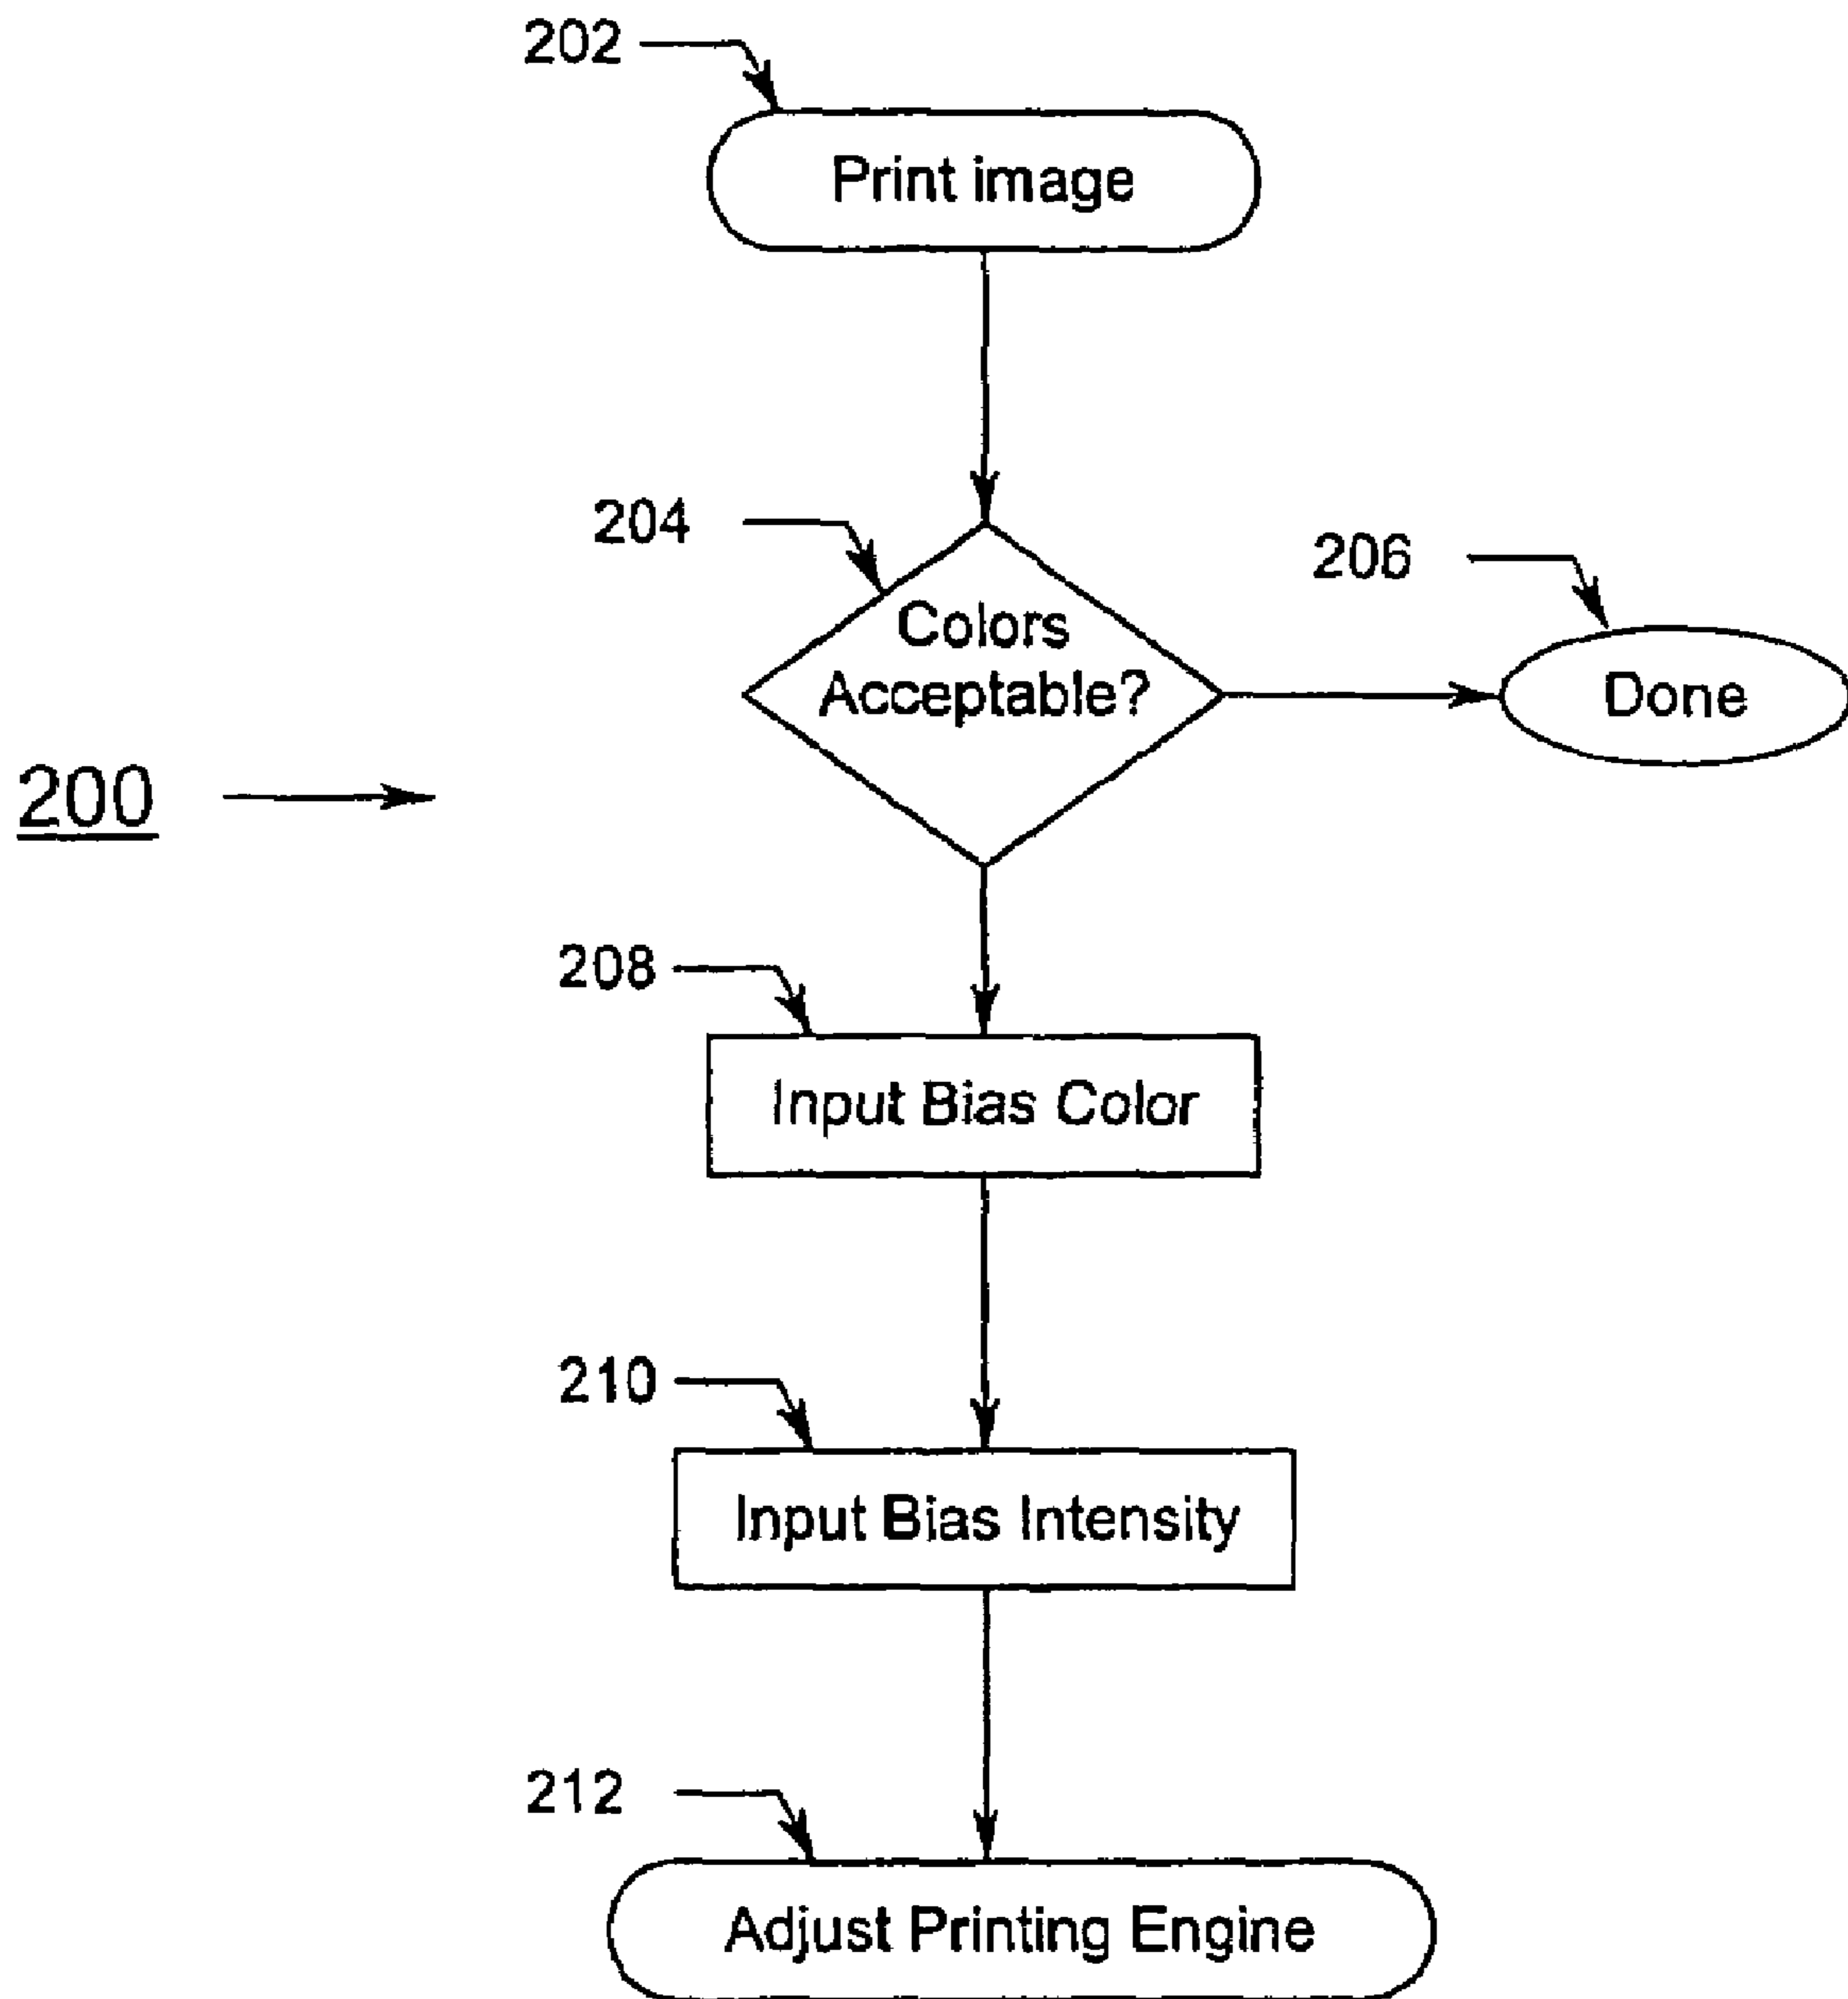 202
Print image
204
Colors
Acceptable?
206
Done
200
208
Input Bias Color
210
Input Bias Intensity
212
Adjust Printing Engine